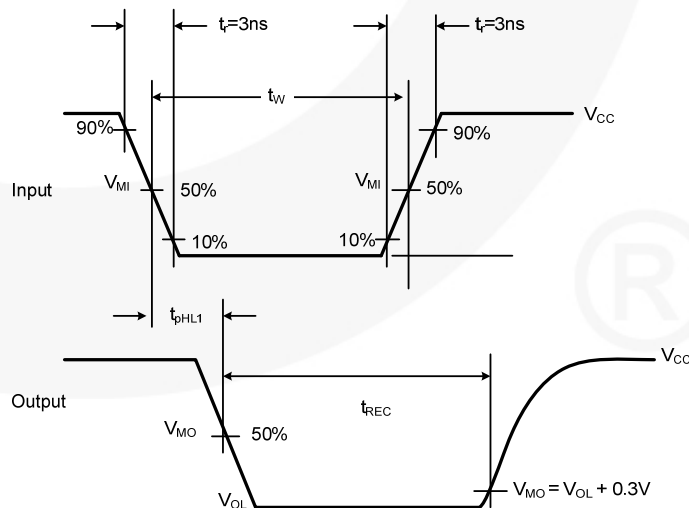 tr=3ns tr=3ns
tW
VCC
90% 90%
Input VMI 50% VMI 50%
10% 10%
tpHL1
VCC
Output
tREC
VMO 50%
VOL VMO = VOL + 0.3V
®